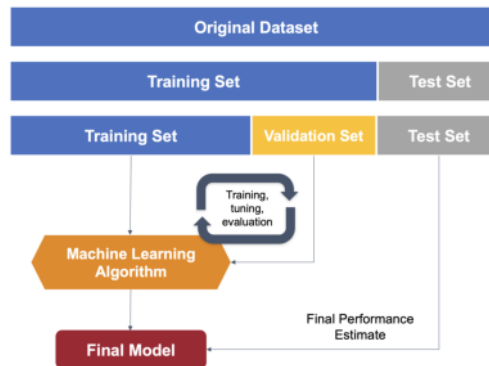 Original Dataset
Training Set
Test Set
Training Set
Validation Set
Test Set
Training,
tuning,
evaluation
Machine Learning
Algorithm
Final Performance
Estimate
Final Model